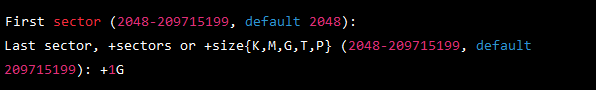 First sector (2048-209715199, default 2048):
Last sector, +sectors or +size{K,M,G,T,P} (2048-209715199, default
209715199): +1G